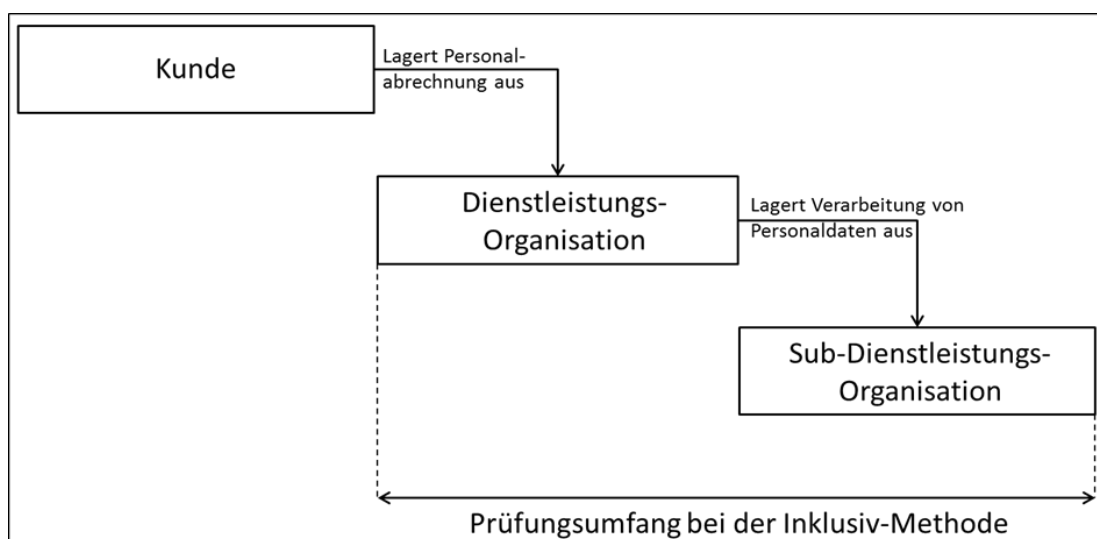 Kunde
Lagert Personal-
abrechnung aus
Dienstleistungs-
Organisation
Lagert Verarbeitung von
Personaldaten aus
Sub-Dienstleistungs-
Organisation
Prüfungsumfang bei der Inklusiv-Methode